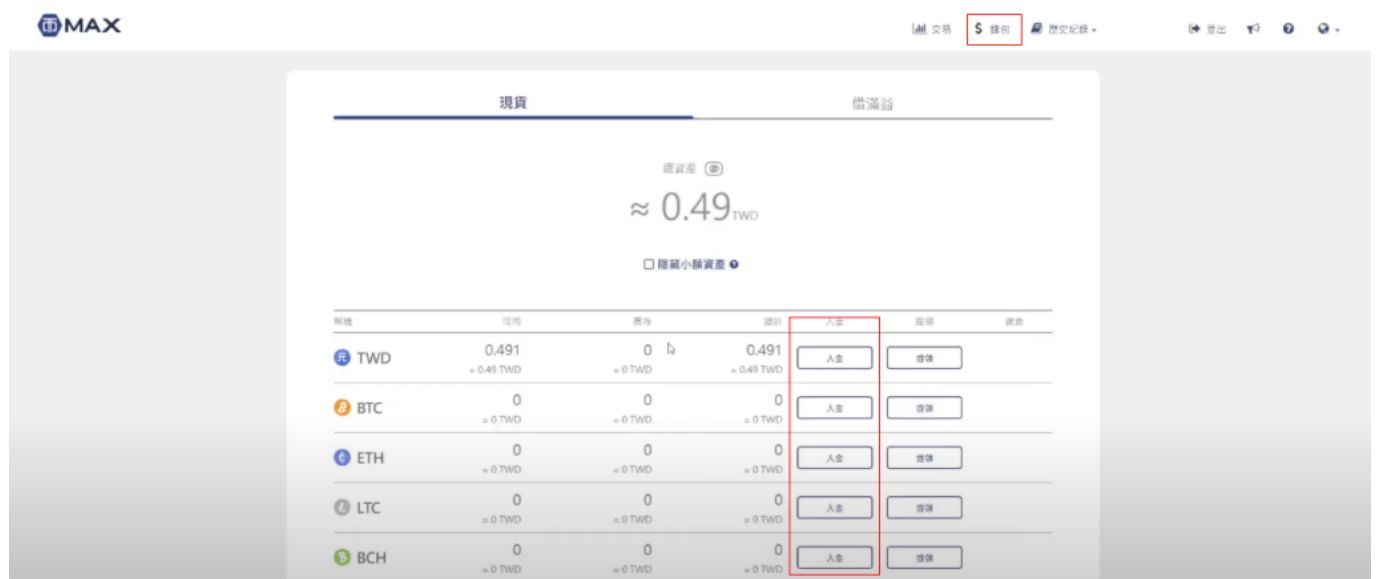 MAX 交易 $ 錢包 歷史紀錄 登出
現貨 借滿益
總資產
≈ 0.49 TWD
隱藏小額資產
幣種 可用 凍存 總計 入金 提領
TWD 0.491 0 0.491 入金 提領
≈ 0.49 TWD ≈ 0 TWD ≈ 0.49 TWD
BTC 0 0 0 入金 提領
≈ 0 TWD ≈ 0 TWD ≈ 0 TWD
ETH 0 0 0 入金 提領
≈ 0 TWD ≈ 0 TWD ≈ 0 TWD
LTC 0 0 0 入金 提領
≈ 0 TWD ≈ 0 TWD ≈ 0 TWD
BCH 0 0 0 入金 提領
≈ 0 TWD ≈ 0 TWD ≈ 0 TWD